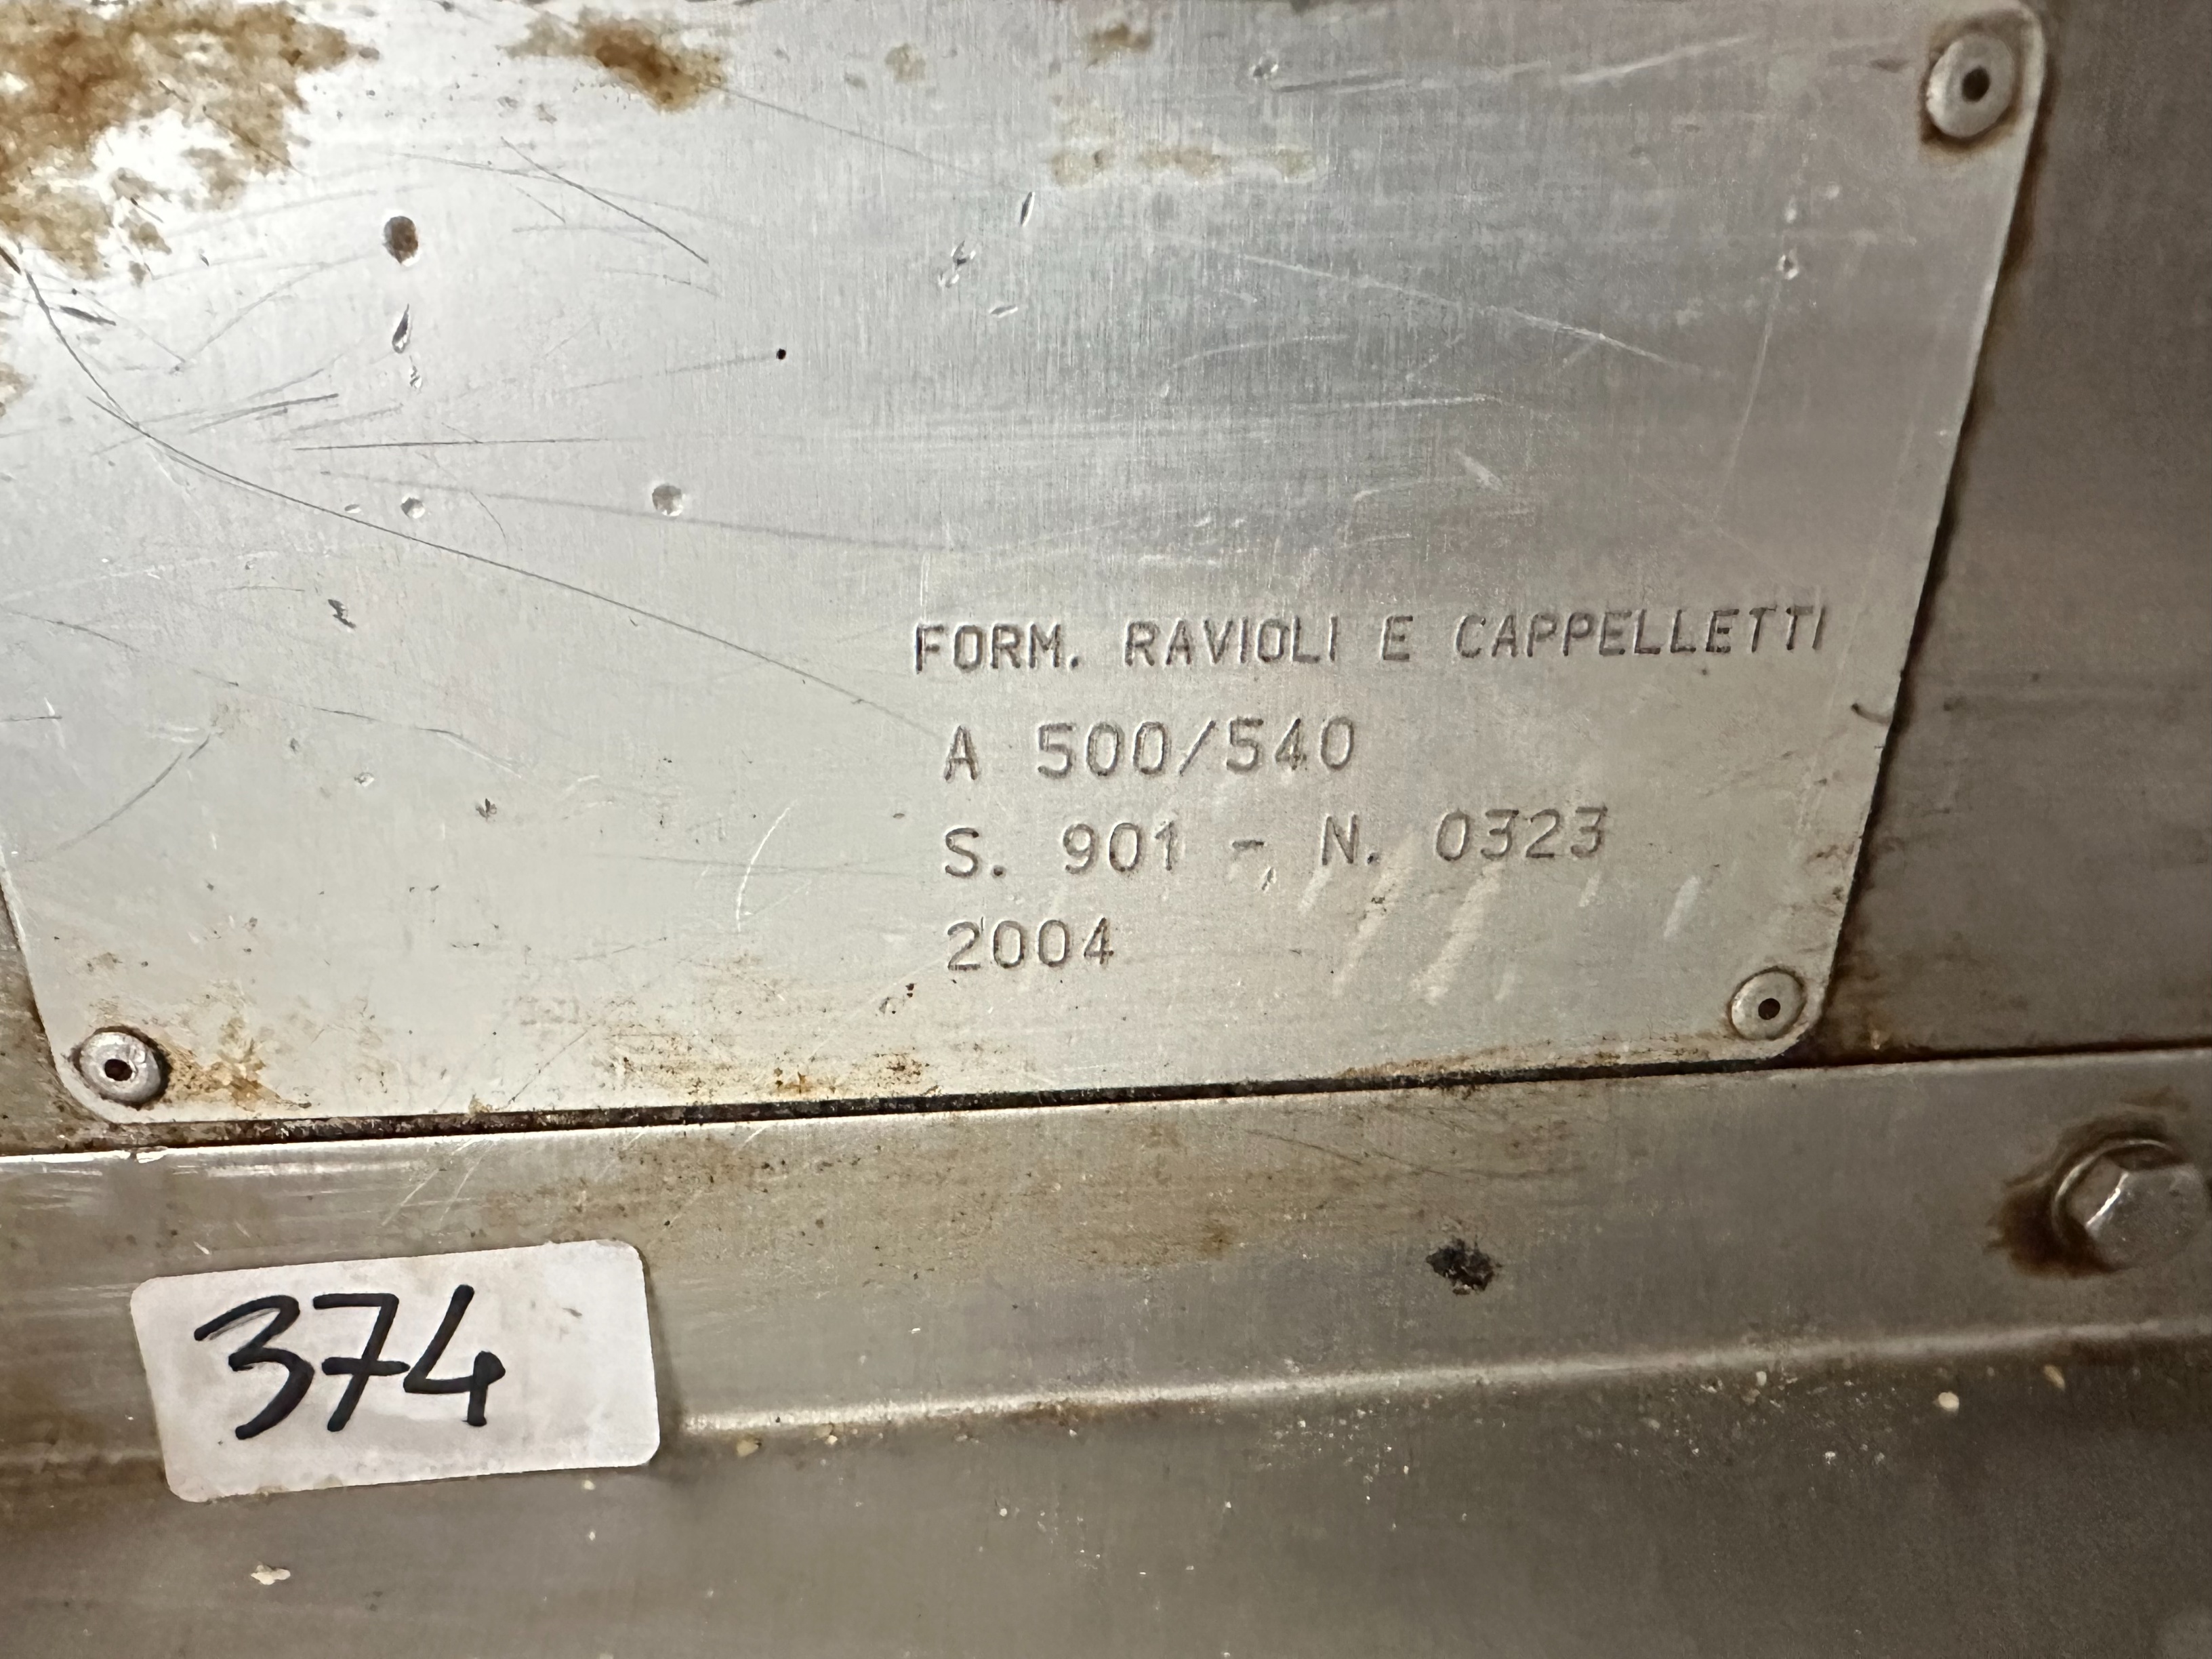 FORM. RAVIOLI E CAPPELLETTI
A 500/540
S. 901 - N. 0323
2004
374